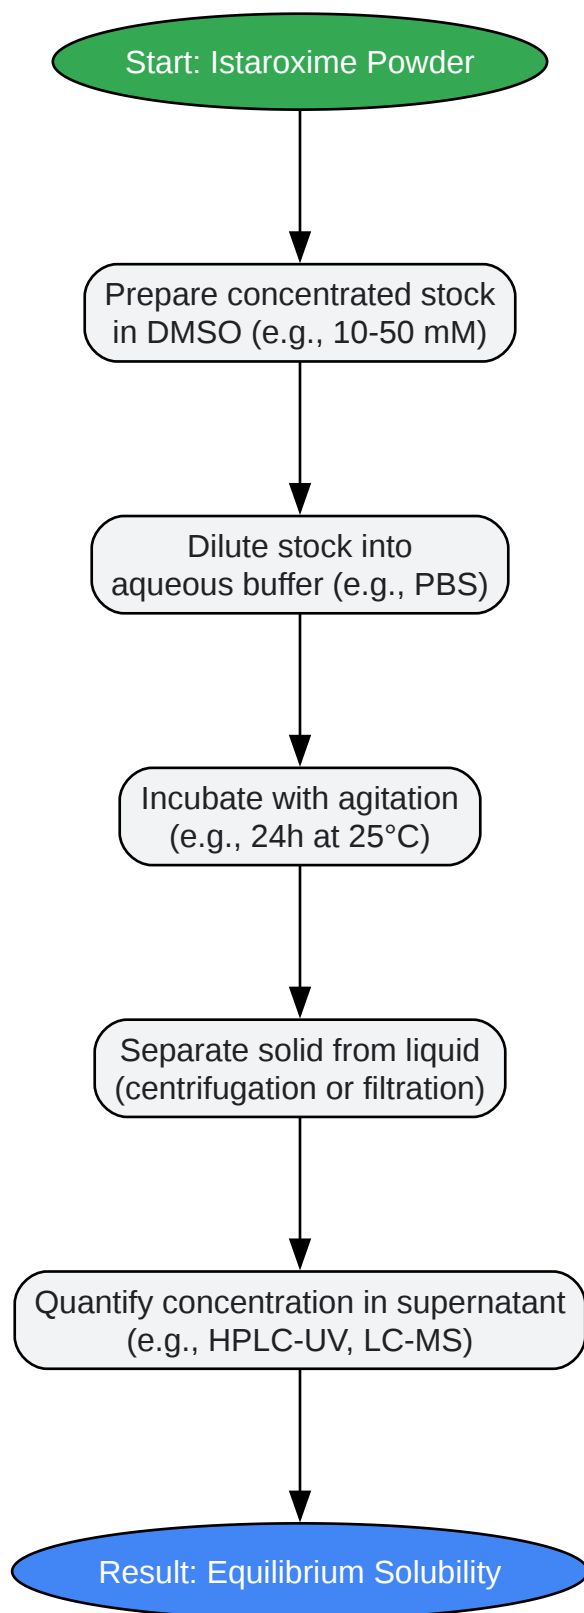 Start: Istaroxime Powder
Prepare concentrated stock
in DMSO (e.g., 10-50 mM)
Dilute stock into
aqueous buffer (e.g., PBS)
Incubate with agitation
(e.g., 24h at 25°C)
Separate solid from liquid
(centrifugation or filtration)
Quantify concentration in supernatant
(e.g., HPLC-UV, LC-MS)
Result: Equilibrium Solubility